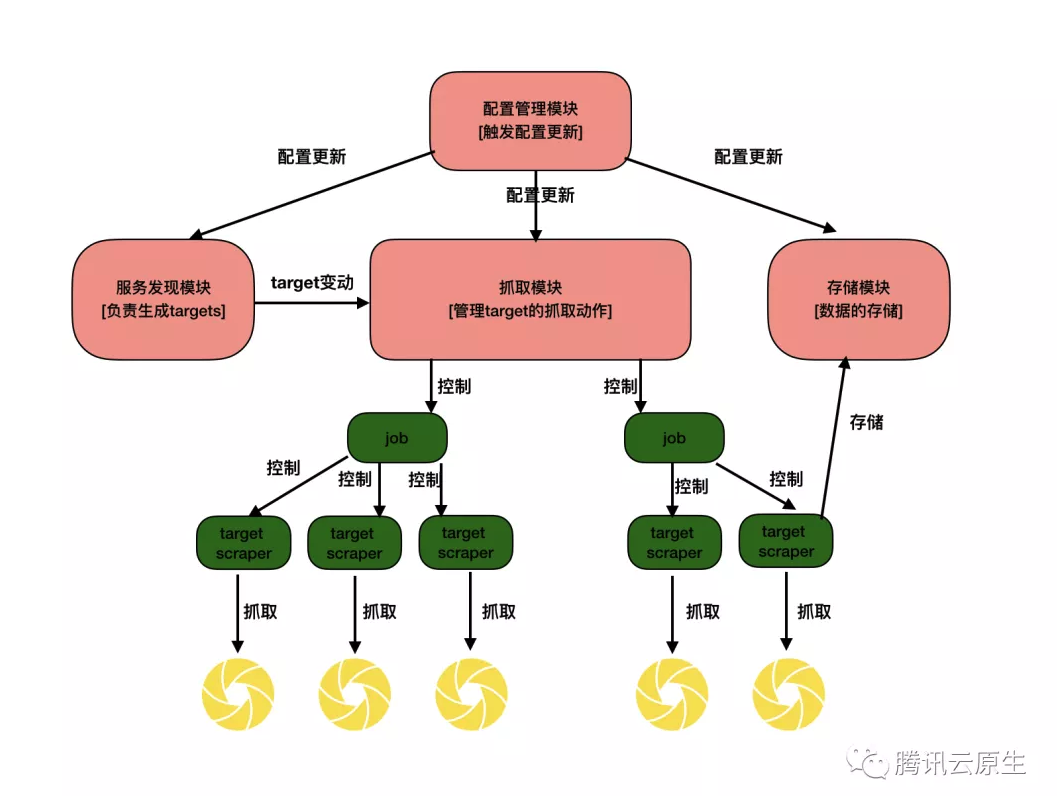 配置管理模块
[触发配置更新]
配置更新
配置更新
配置更新
服务发现模块
[负责生成targets]
target变动
抓取模块
[管理target的抓取动作]
存储模块
[数据的存储]
控制
控制
存储
job
job
控制
控制
控制
控制
控制
target
scraper
target
scraper
target
scraper
target
scraper
target
scraper
抓取
抓取
抓取
抓取
抓取
腾讯云原生